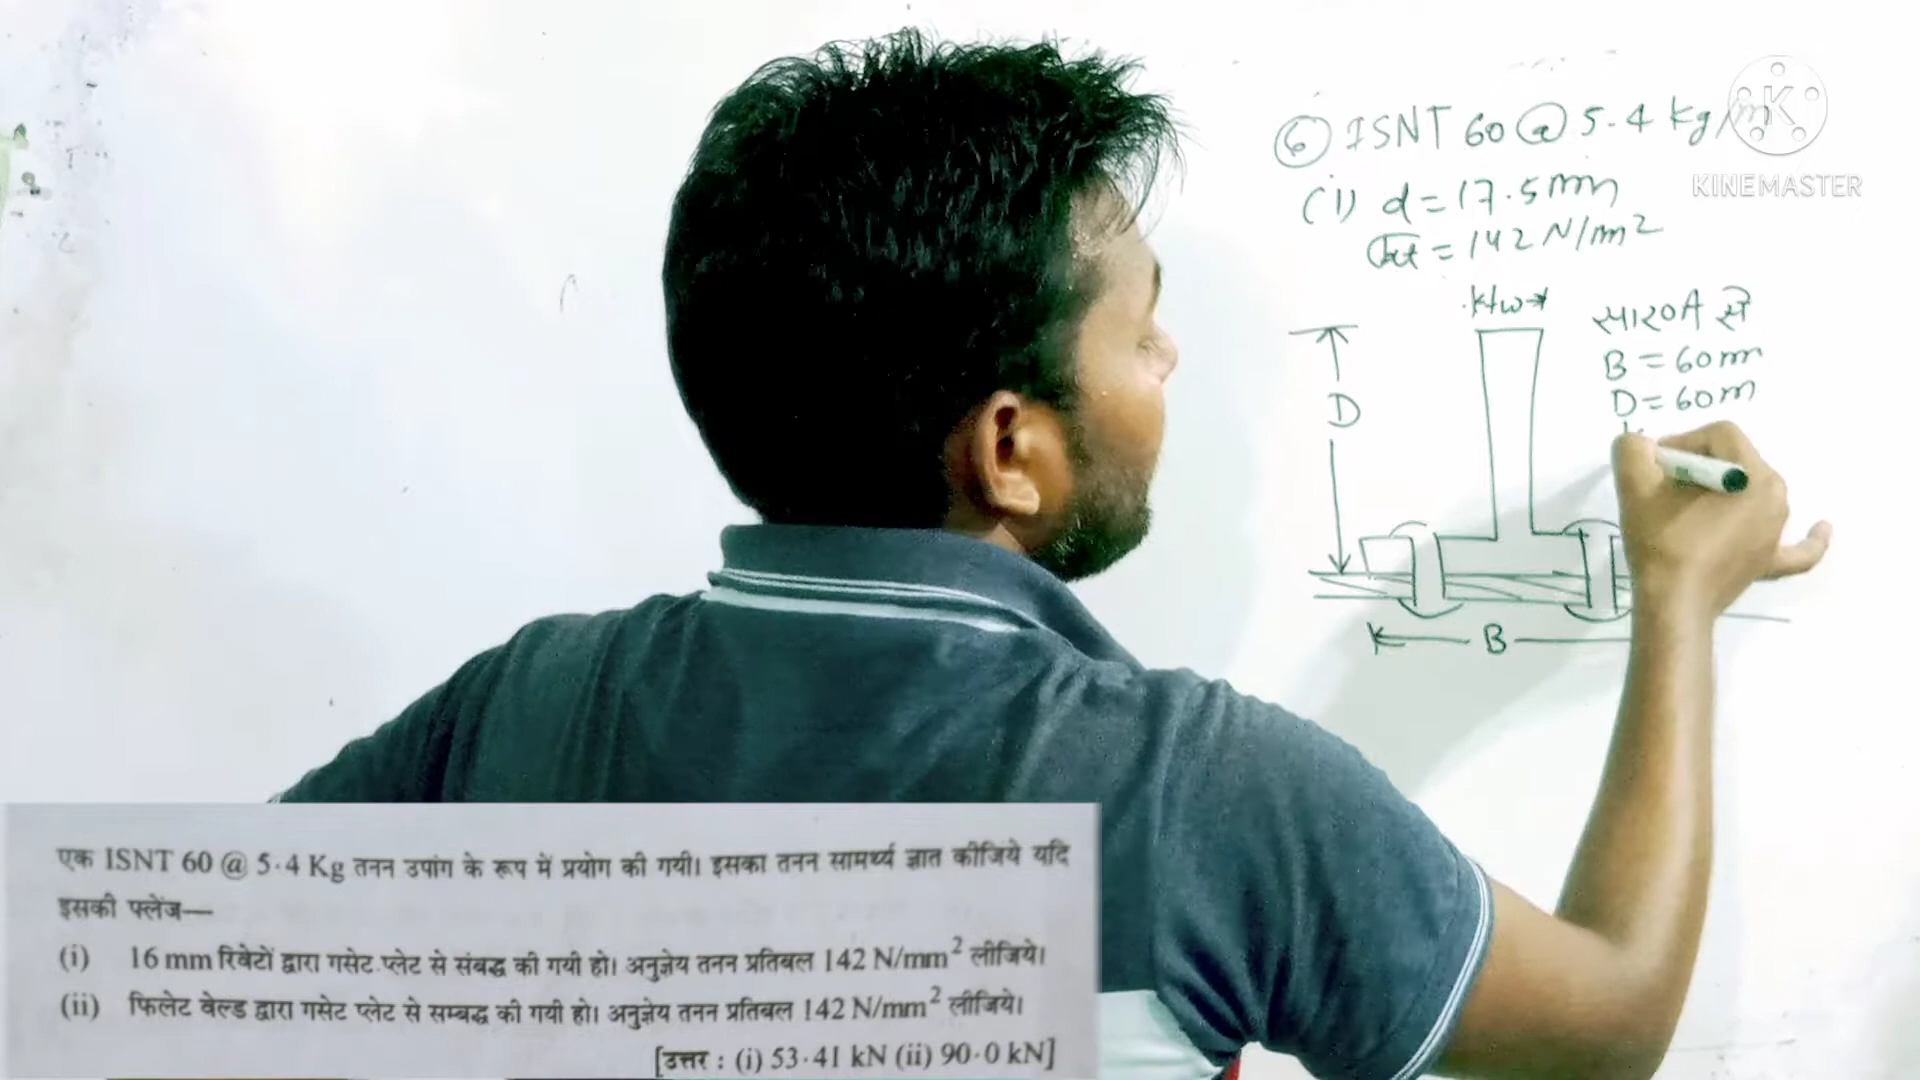 ⑥ ISNT 60 @ 5.4 kg/m
KINEMASTER
(i) d = 17.5mm
σat = 142 N/mm2
tw
सा२०A से
B = 60mm
D = 60m
D
B
एक ISNT 60 @ 5·4 Kg तनन उपांग के रूप में प्रयोग की गयी। इसका तनन सामर्थ्य ज्ञात कीजिये यदि
इसकी फ्लेंज—
(i) 16 mm रिवेटों द्वारा गसेट प्लेट से संबद्ध की गयी हो। अनुज्ञेय तनन प्रतिबल 142 N/mm² लीजिये।
(ii) फिलेट वेल्ड द्वारा गसेट प्लेट से सम्बद्ध की गयी हो। अनुज्ञेय तनन प्रतिबल 142 N/mm² लीजिये।
[उत्तर : (i) 53·41 kN (ii) 90·0 kN]